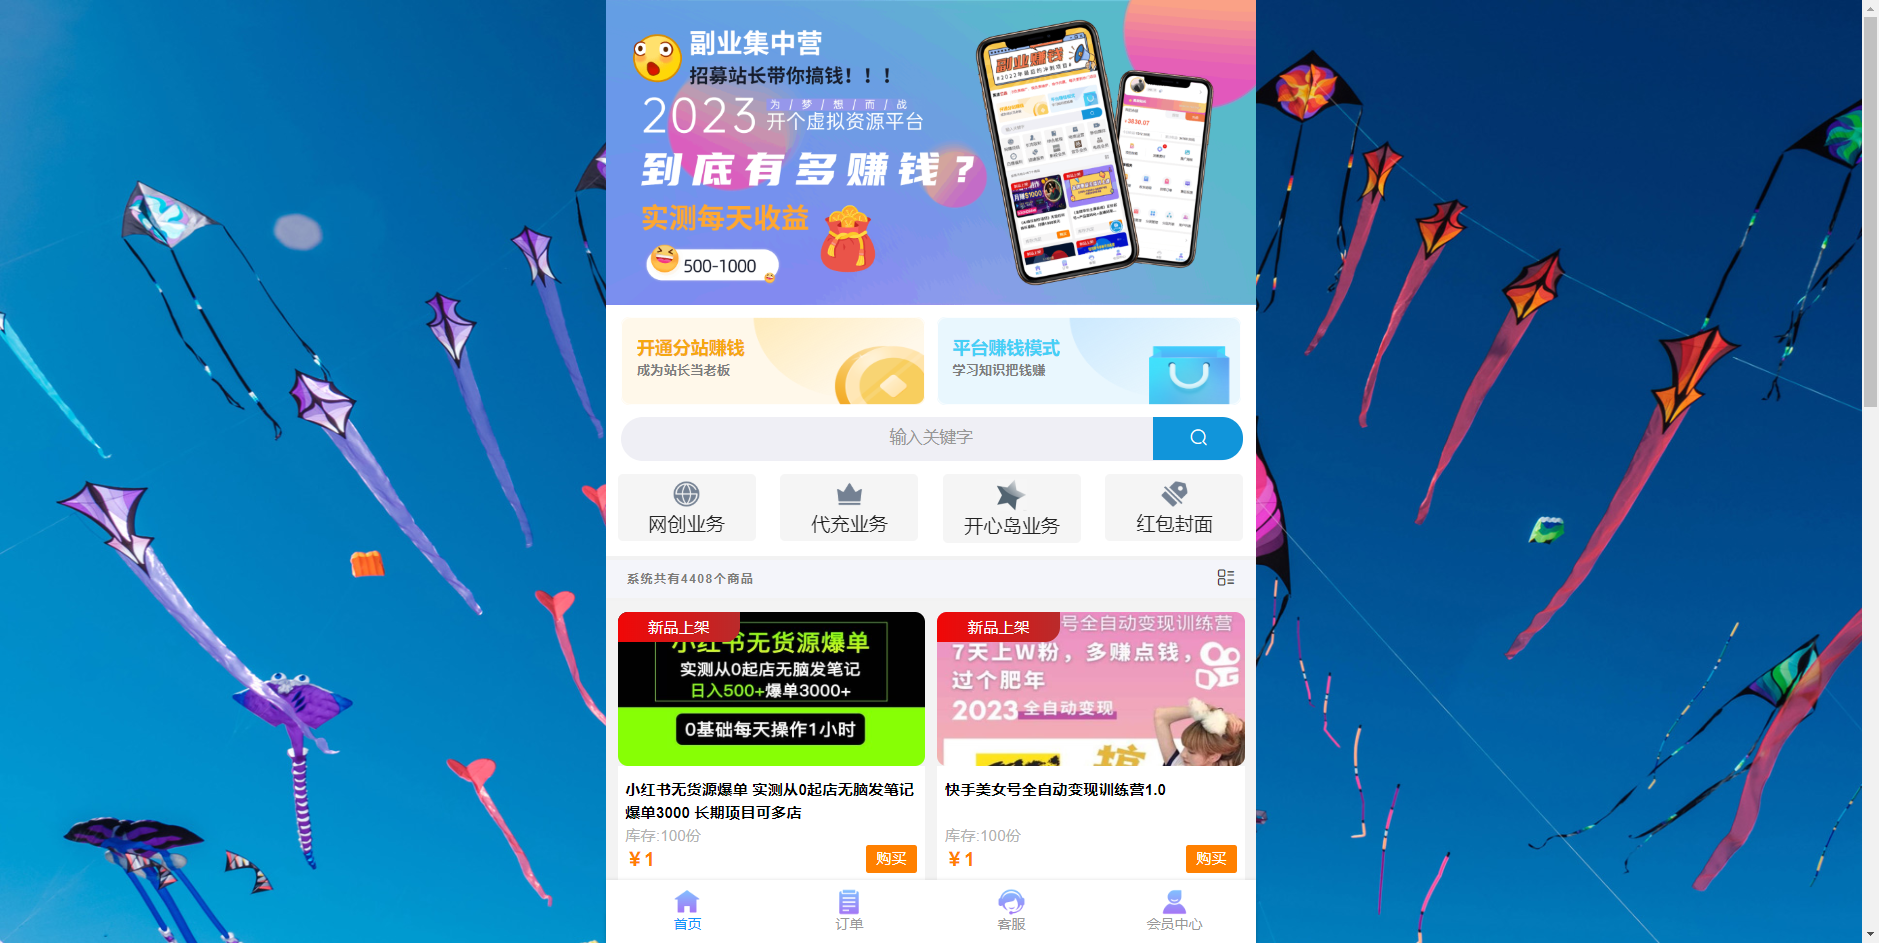 副业集中营
招募站长带你搞钱！！！
2023
为 / 梦 / 想 / 而 / 战
开个虚拟资源平台
到底有多赚钱？
实测每天收益
500-1000
副业赚钱
开通分站赚钱
成为站长当老板
平台赚钱模式
学习知识把钱赚
输入关键字
网创业务
代充业务
开心岛业务
红包封面
系统共有4408个商品
新品上架
小红书无货源爆单
实测从0起店无脑发笔记
日入500+爆单3000+
0基础每天操作1小时
小红书无货源爆单 实测从0起店无脑发笔记
爆单3000 长期项目可多店
库存:100份
￥1
购买
新品上架
号全自动变现训练营
7天上W粉，多赚点钱，
过个肥年
2023全自动变现
快手美女号全自动变现训练营1.0
库存:100份
￥1
购买
首页
订单
客服
会员中心